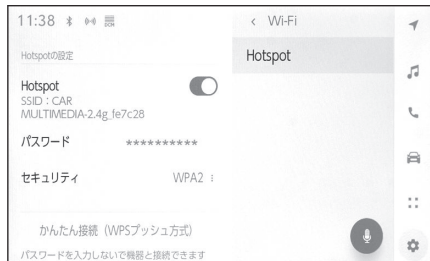 11:38
Hotspotの設定
Hotspot
SSID：CAR
MULTIMEDIA-2.4g_fe7c28
パスワード **********
セキュリティ WPA2
かんたん接続（WPSプッシュ方式）
パスワードを入力しないで機器と接続できます
< Wi-Fi
Hotspot